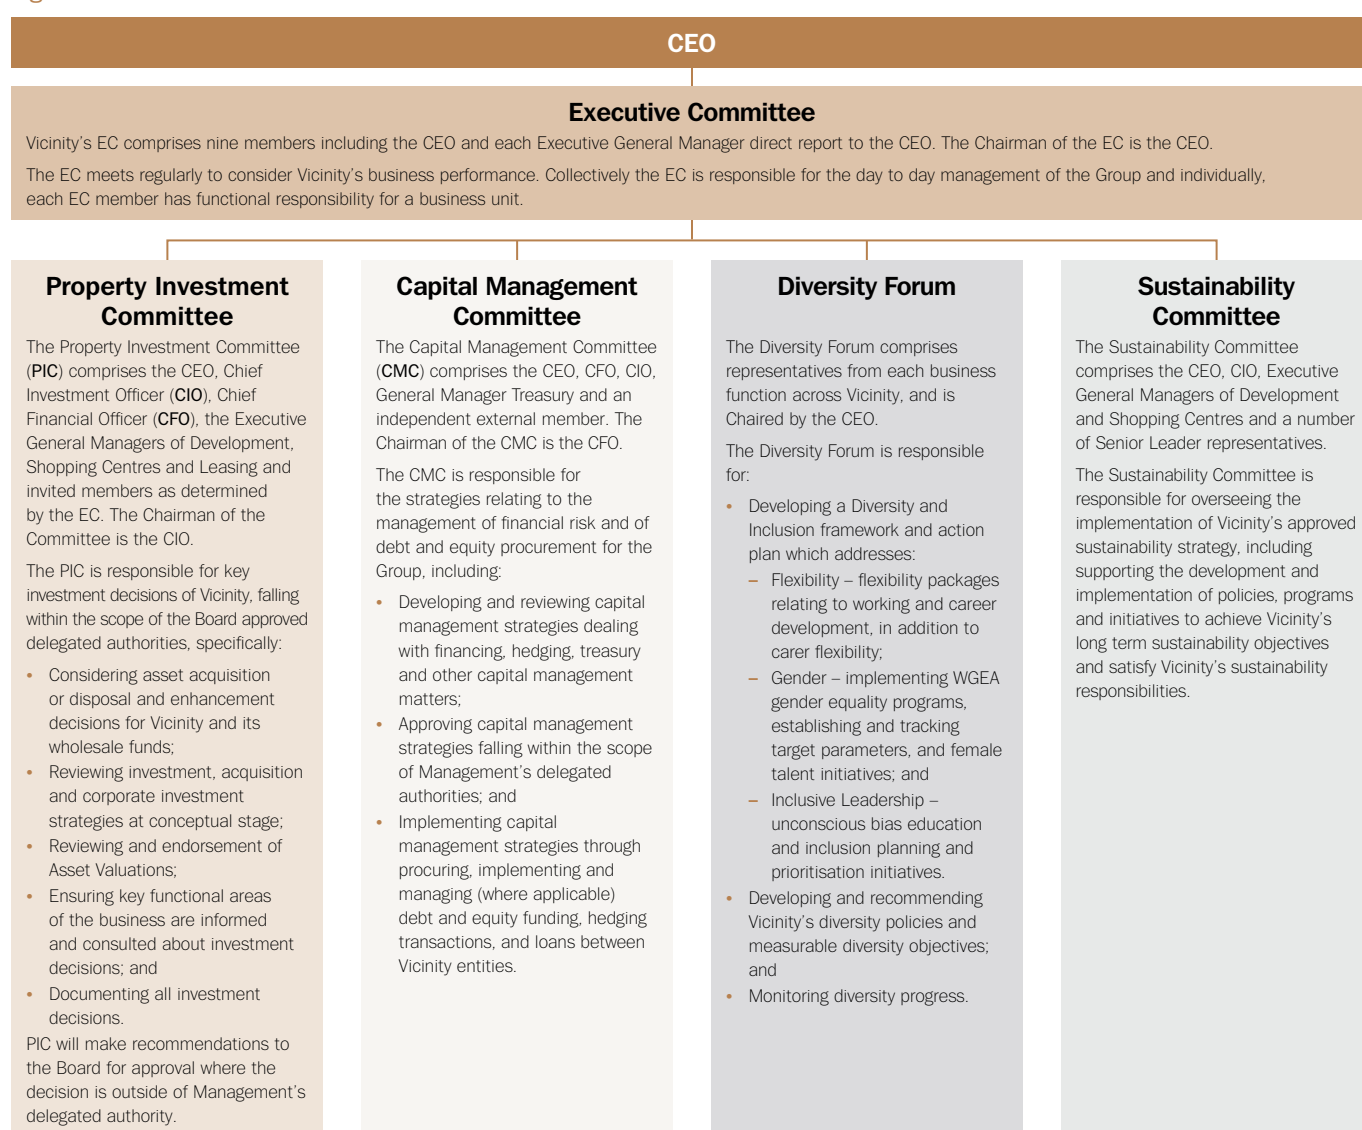 CEO
Executive Committee
Vicinity's EC comprises nine members including the CEO and each Executive General Manager direct report to the CEO. The Chairman of the EC is the CEO.
The EC meets regularly to consider Vicinity's business performance. Collectively the EC is responsible for the day to day management of the Group and individually,
each EC member has functional responsibility for a business unit.
Property Investment
Committee
The Property Investment Committee
(PIC) comprises the CEO, Chief
Investment Officer (CIO), Chief
Financial Officer (CFO), the Executive
General Managers of Development,
Shopping Centres and Leasing and
invited members as determined
by the EC. The Chairman of the
Committee is the CIO.
The PIC is responsible for key
investment decisions of Vicinity, falling
within the scope of the Board approved
delegated authorities, specifically:
• Considering asset acquisition
or disposal and enhancement
decisions for Vicinity and its
wholesale funds;
• Reviewing investment, acquisition
and corporate investment
strategies at conceptual stage;
• Reviewing and endorsement of
Asset Valuations;
• Ensuring key functional areas
of the business are informed
and consulted about investment
decisions; and
• Documenting all investment
decisions.
PIC will make recommendations to
the Board for approval where the
decision is outside of Management's
delegated authority.
Capital Management
Committee
The Capital Management Committee
(CMC) comprises the CEO, CFO, CIO,
General Manager Treasury and an
independent external member. The
Chairman of the CMC is the CFO.
The CMC is responsible for
the strategies relating to the
management of financial risk and of
debt and equity procurement for the
Group, including:
• Developing and reviewing capital
management strategies dealing
with financing, hedging, treasury
and other capital management
matters;
• Approving capital management
strategies falling within the scope
of Management's delegated
authorities; and
• Implementing capital
management strategies through
procuring, implementing and
managing (where applicable)
debt and equity funding, hedging
transactions, and loans between
Vicinity entities.
Diversity Forum
The Diversity Forum comprises
representatives from each business
function across Vicinity, and is
Chaired by the CEO.
The Diversity Forum is responsible
for:
• Developing a Diversity and
Inclusion framework and action
plan which addresses:
– Flexibility – flexibility packages
relating to working and career
development, in addition to
carer flexibility;
– Gender – implementing WGEA
gender equality programs,
establishing and tracking
target parameters, and female
talent initiatives; and
– Inclusive Leadership –
unconscious bias education
and inclusion planning and
prioritisation initiatives.
• Developing and recommending
Vicinity's diversity policies and
measurable diversity objectives;
and
• Monitoring diversity progress.
Sustainability
Committee
The Sustainability Committee
comprises the CEO, CIO, Executive
General Managers of Development
and Shopping Centres and a number
of Senior Leader representatives.
The Sustainability Committee is
responsible for overseeing the
implementation of Vicinity's approved
sustainability strategy, including
supporting the development and
implementation of policies, programs
and initiatives to achieve Vicinity's
long term sustainability objectives
and satisfy Vicinity's sustainability
responsibilities.